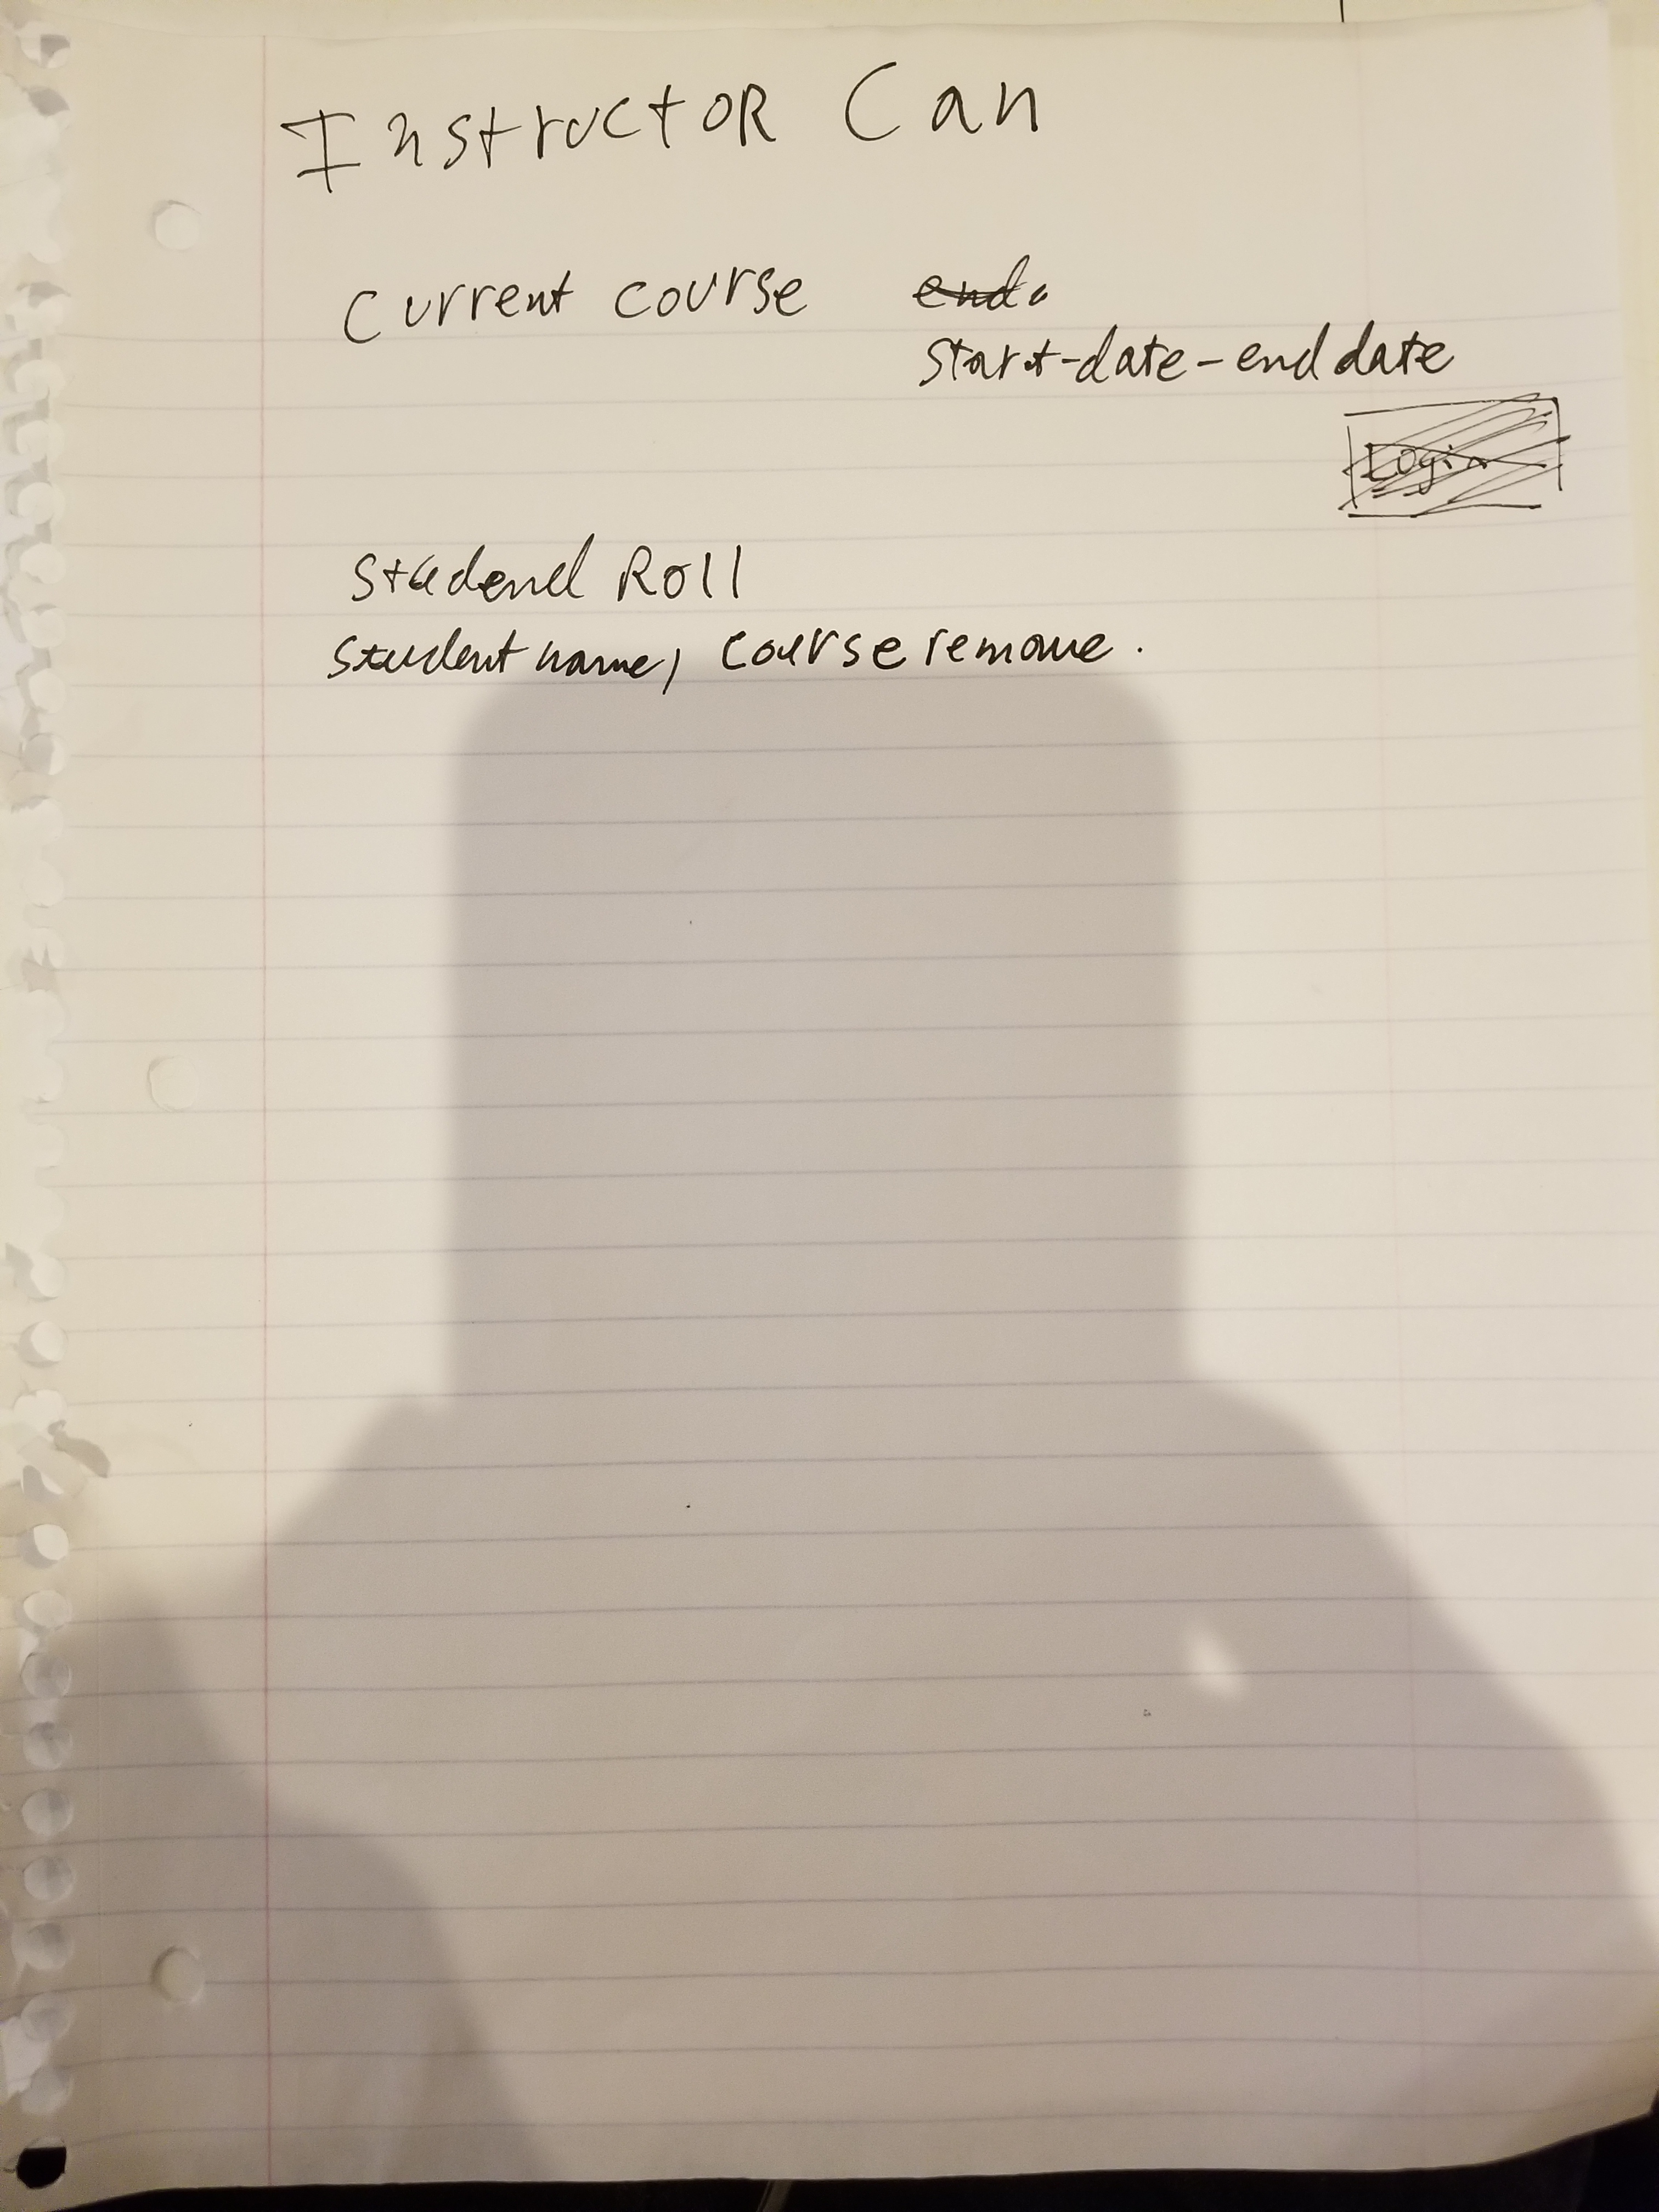 Instructor Can
Current course end
start-date-end date
Login
Studend Roll
Student name, Course remove.